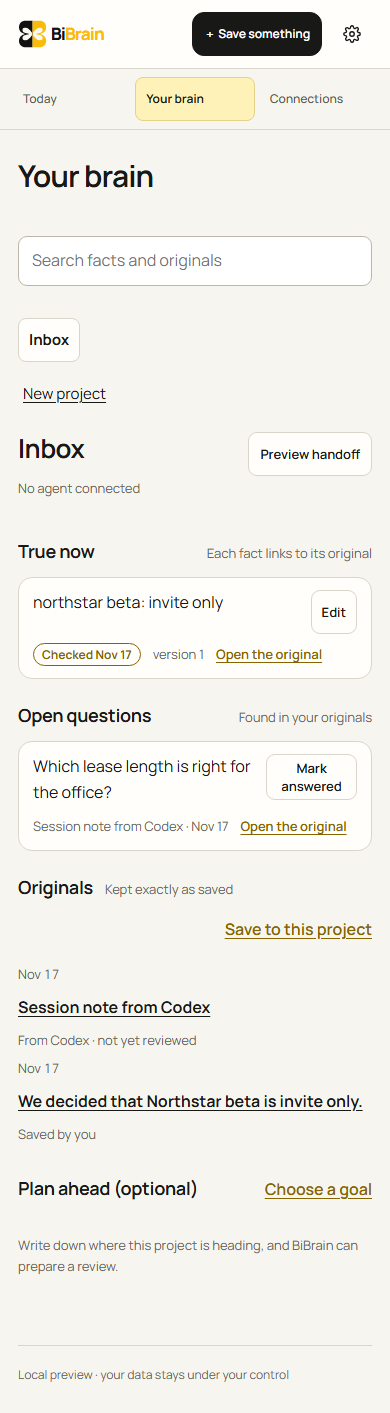 BiBrain
+ Save something
Today
Your brain
Connections
Your brain
Search facts and originals
Inbox
New project
Inbox
Preview handoff
No agent connected
True now
Each fact links to its original
northstar beta: invite only
Edit
Checked Nov 17
version 1
Open the original
Open questions
Found in your originals
Which lease length is right for
the office?
Mark
answered
Session note from Codex · Nov 17
Open the original
Originals
Kept exactly as saved
Save to this project
Nov 17
Session note from Codex
From Codex · not yet reviewed
Nov 17
We decided that Northstar beta is invite only.
Saved by you
Plan ahead (optional)
Choose a goal
Write down where this project is heading, and BiBrain can
prepare a review.
Local preview · your data stays under your control